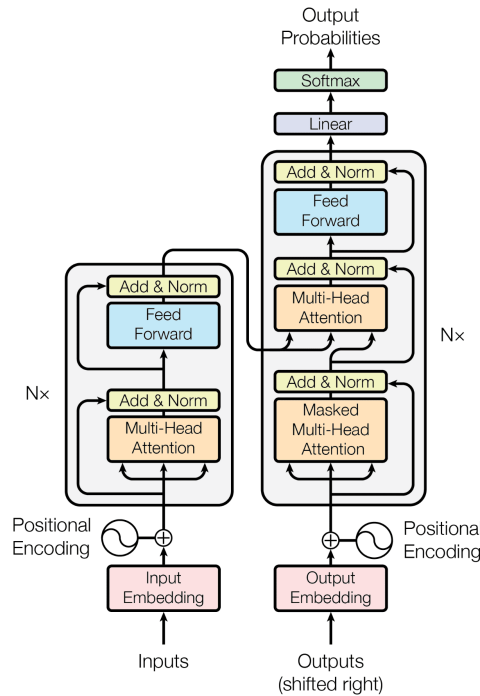 Output
Probabilities
Softmax
Linear
Add & Norm
Feed
Forward
Add & Norm
Multi-Head
Attention
Add & Norm
Masked
Multi-Head
Attention
N×
Add & Norm
Feed
Forward
N×
Add & Norm
Multi-Head
Attention
Positional
Encoding
Positional
Encoding
Input
Embedding
Output
Embedding
Inputs
Outputs
(shifted right)